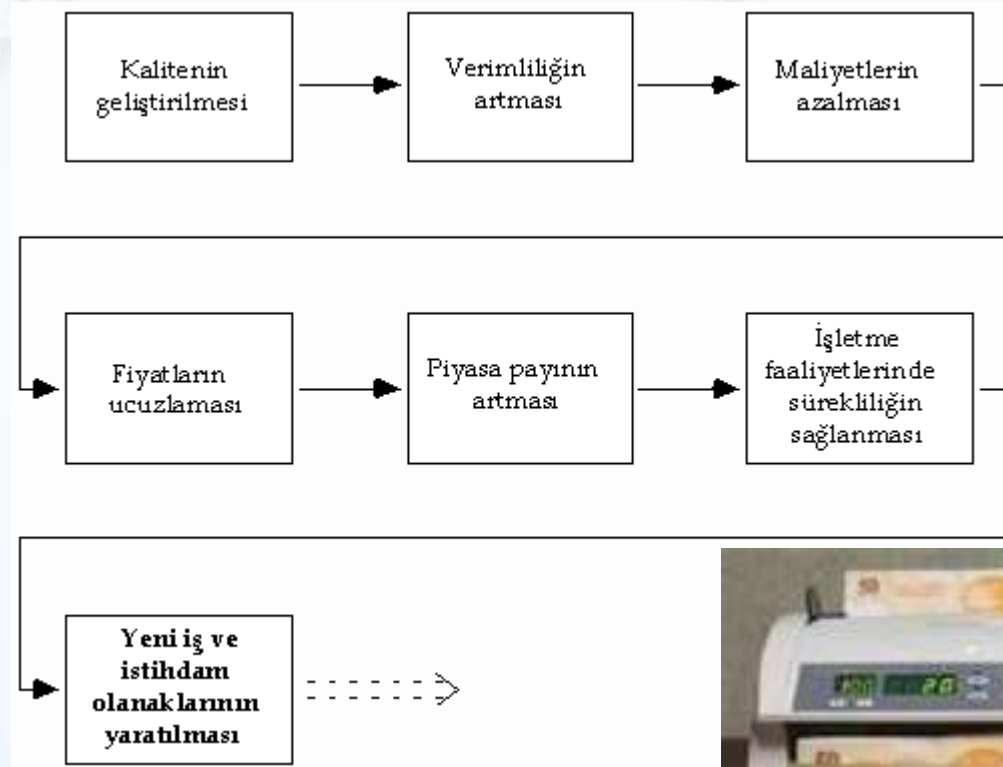 Kalitenin
geliştirilmesi
Verimliliğin
artması
Maliyetlerin
azalması
Fiyatların
ucuzlaması
Piyasa payının
artması
İşletme
faaliyetlerinde
sürekliliğin
sağlanması
Yeni iş ve
istihdam
olanaklarının
yaratılması